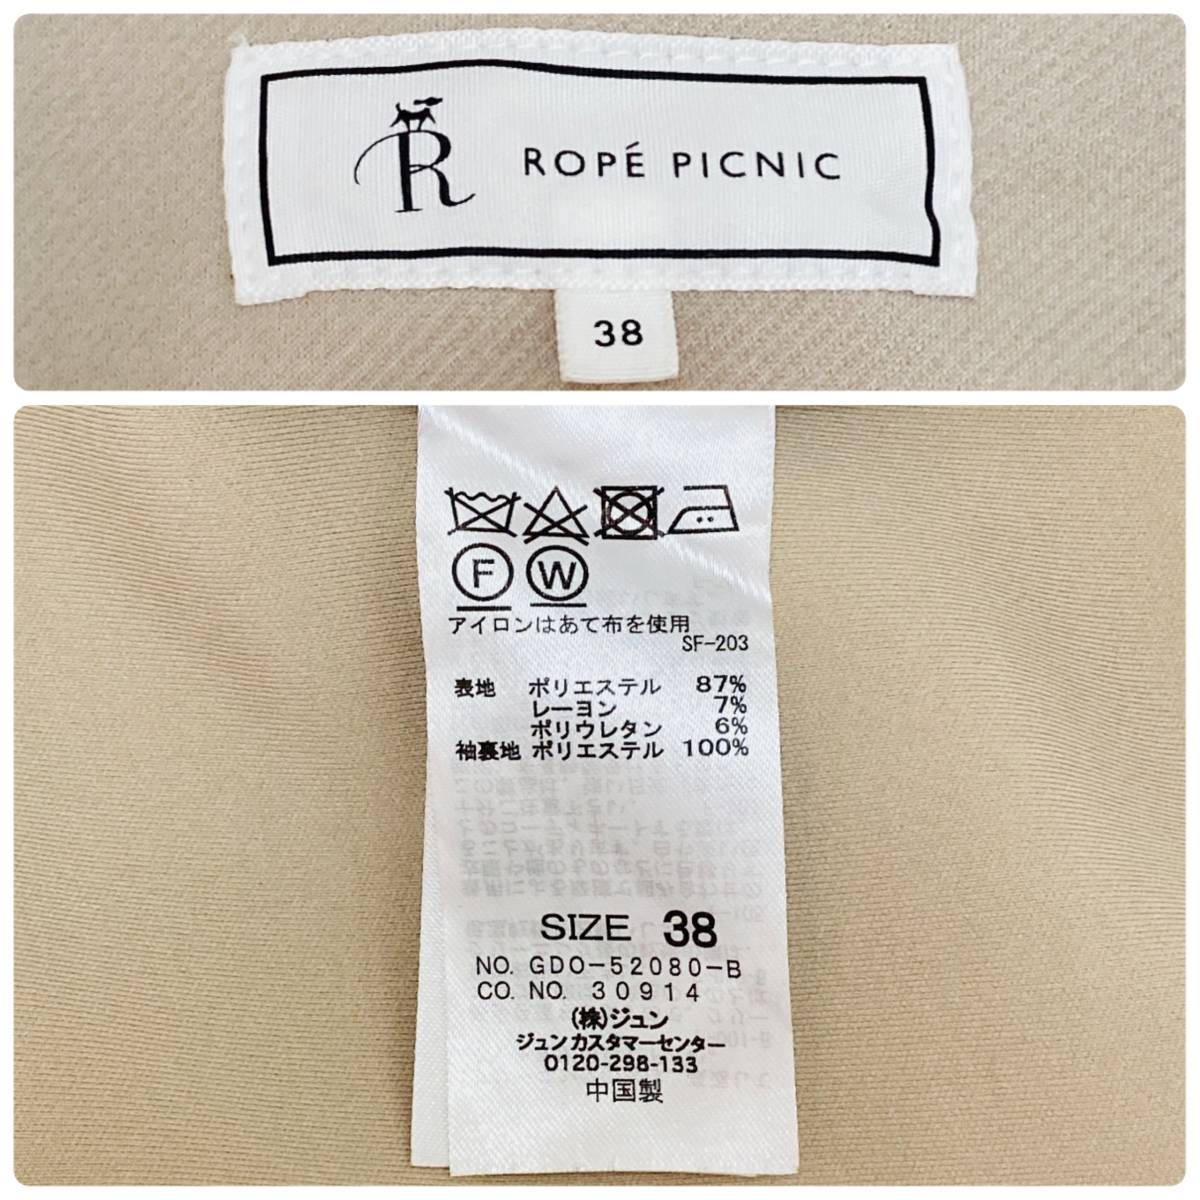 R ROPÉ PICNIC
38
F W
アイロンはあて布を使用
SF-203
表地 ポリエステル 87%
レーヨン 7%
ポリウレタン 6%
袖裏地 ポリエステル 100%
SIZE 38
NO. GDO-52080-B
CO. NO. 30914
(株)ジュン
ジュンカスタマーセンター
0120-298-133
中国製